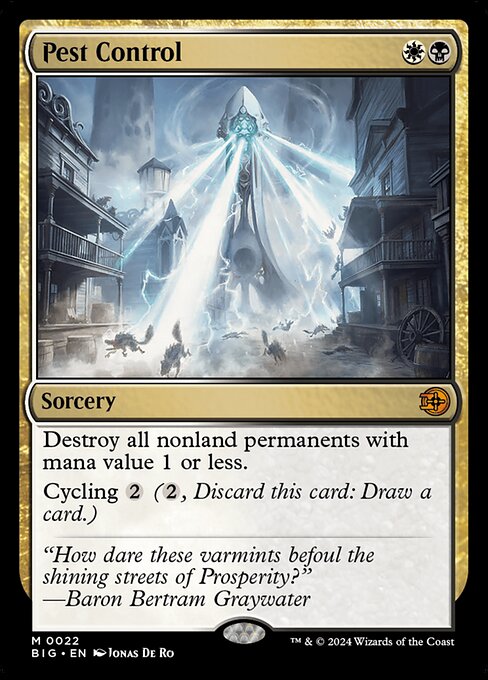 Pest Control
Sorcery
Destroy all nonland permanents with
mana value 1 or less.
Cycling 2 (2, Discard this card: Draw a
card.)
“How dare these varmints befoul the
shining streets of Prosperity?”
—Baron Bertram Graywater
M 0022
BIG • EN Jonas De Ro
™ & © 2024 Wizards of the Coast